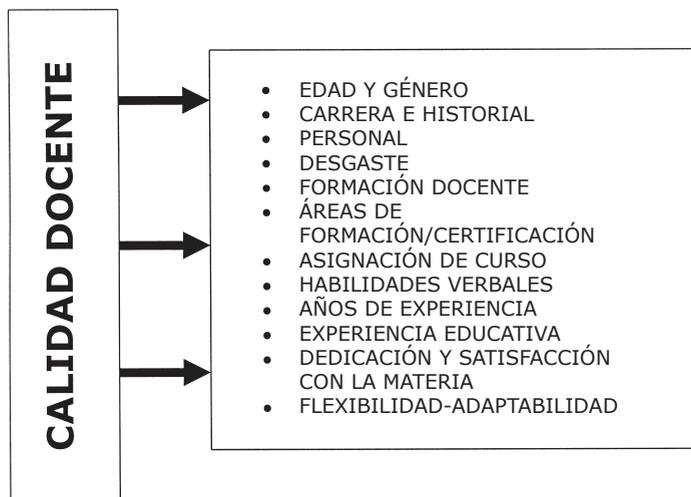 CALIDAD DOCENTE
• EDAD Y GÉNERO
• CARRERA E HISTORIAL
• PERSONAL
• DESGASTE
• FORMACIÓN DOCENTE
• ÁREAS DE
FORMACIÓN/CERTIFICACIÓN
• ASIGNACIÓN DE CURSO
• HABILIDADES VERBALES
• AÑOS DE EXPERIENCIA
• EXPERIENCIA EDUCATIVA
• DEDICACIÓN Y SATISFACCIÓN
CON LA MATERIA
• FLEXIBILIDAD-ADAPTABILIDAD